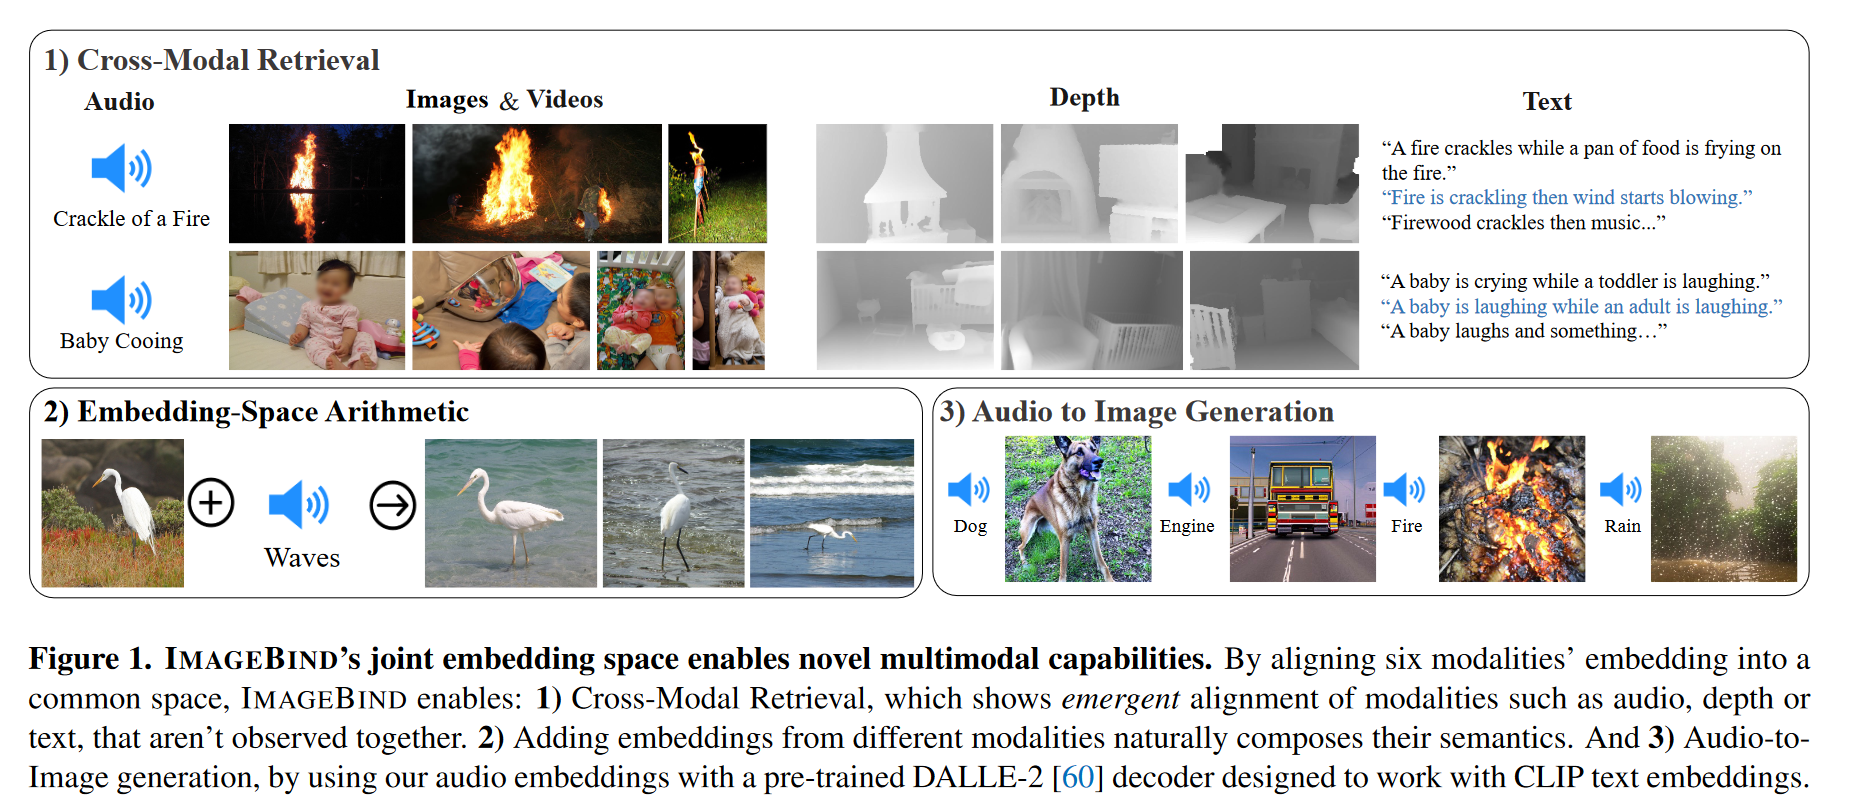 1) Cross-Modal Retrieval
Audio
Images & Videos
Depth
Text
Crackle of a Fire
“A fire crackles while a pan of food is frying on
the fire.”
“Fire is crackling then wind starts blowing.”
“Firewood crackles then music...”
Baby Cooing
“A baby is crying while a toddler is laughing.”
“A baby is laughing while an adult is laughing.”
“A baby laughs and something…”
2) Embedding-Space Arithmetic
Waves
3) Audio to Image Generation
Dog
Engine
Fire
Rain
Figure 1. IMAGEBIND’s joint embedding space enables novel multimodal capabilities. By aligning six modalities’ embedding into a
common space, IMAGEBIND enables: 1) Cross-Modal Retrieval, which shows emergent alignment of modalities such as audio, depth or
text, that aren’t observed together. 2) Adding embeddings from different modalities naturally composes their semantics. And 3) Audio-to-
Image generation, by using our audio embeddings with a pre-trained DALLE-2 [60] decoder designed to work with CLIP text embeddings.